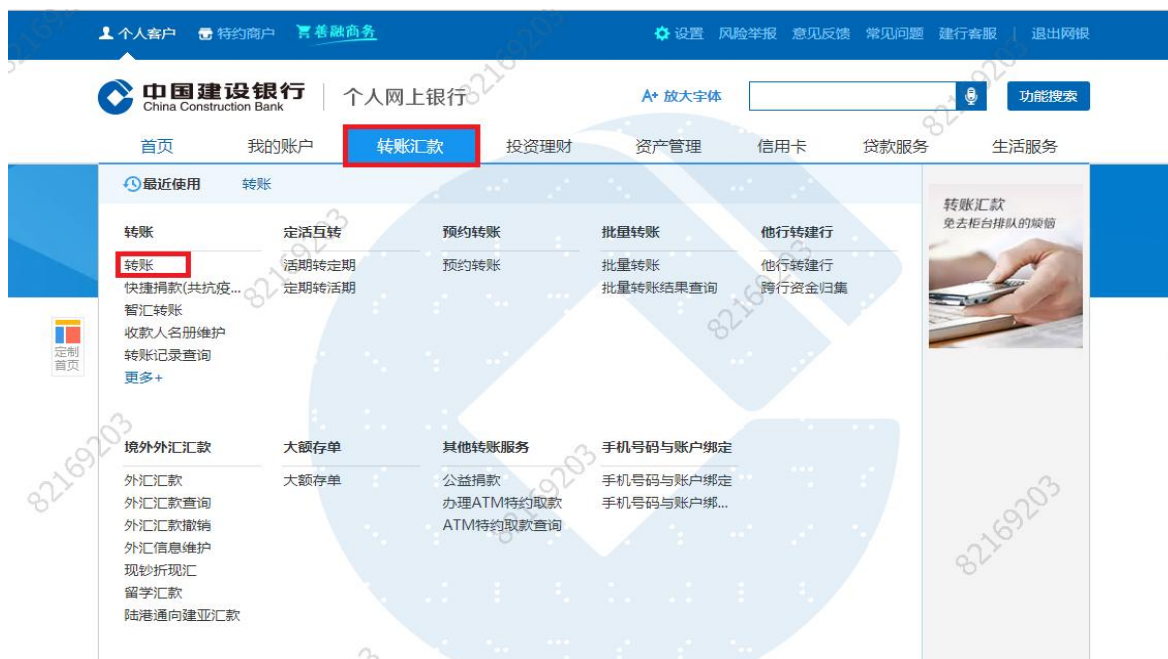 个人客户 特约商户 善融商务 设置 风险举报 意见反馈 常见问题 建行客服 | 退出网银
中国建设银行 个人网上银行 A+ 放大字体 功能搜索
China Construction Bank
首页 我的账户 转账汇款 投资理财 资产管理 信用卡 贷款服务 生活服务
最近使用 转账
转账汇款
免去柜台排队的烦恼
转账 定活互转 预约转账 批量转账 他行转建行
转账 活期转定期 预约转账 批量转账 他行转建行
快捷捐款(共抗疫... 定期转活期 批量转账结果查询 跨行资金归集
智汇转账
收款人名册维护
转账记录查询
更多+
定制
首页
境外外汇汇款 大额存单 其他转账服务 手机号码与账户绑定
外汇汇款 大额存单 公益捐款 手机号码与账户绑定
外汇汇款查询 办理ATM特约取款 手机号码与账户绑...
外汇汇款撤销 ATM特约取款查询
外汇信息维护
现钞折现汇
留学汇款
陆港通向建亚汇款
82169203
82169203
82169203
82169203
82169203
82169203
82169203
82169203